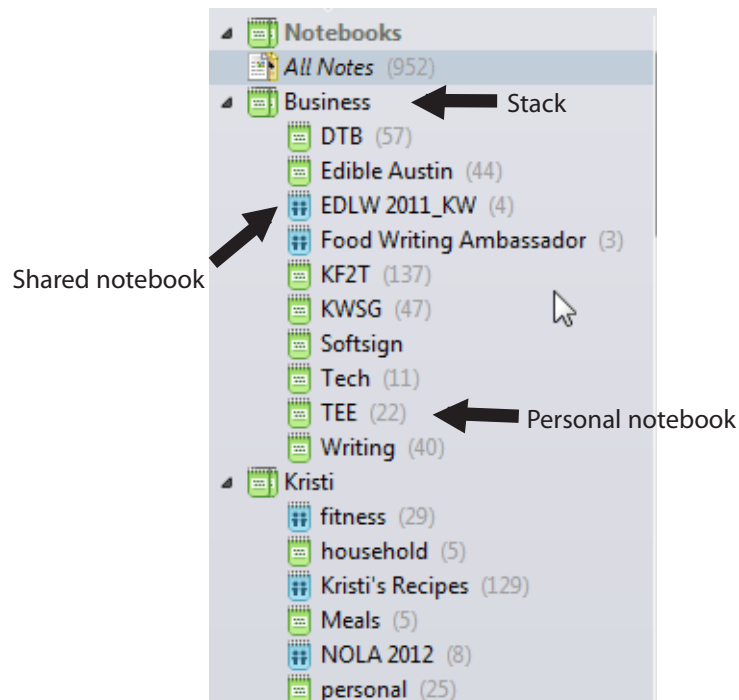 Notebooks
All Notes (952)
Business Stack
DTB (57)
Edible Austin (44)
EDLW 2011_KW (4)
Food Writing Ambassador (3)
Shared notebook KF2T (137)
KWSG (47)
Softsign
Tech (11)
TEE (22) Personal notebook
Writing (40)
Kristi
fitness (29)
household (5)
Kristi's Recipes (129)
Meals (5)
NOLA 2012 (8)
personal (25)